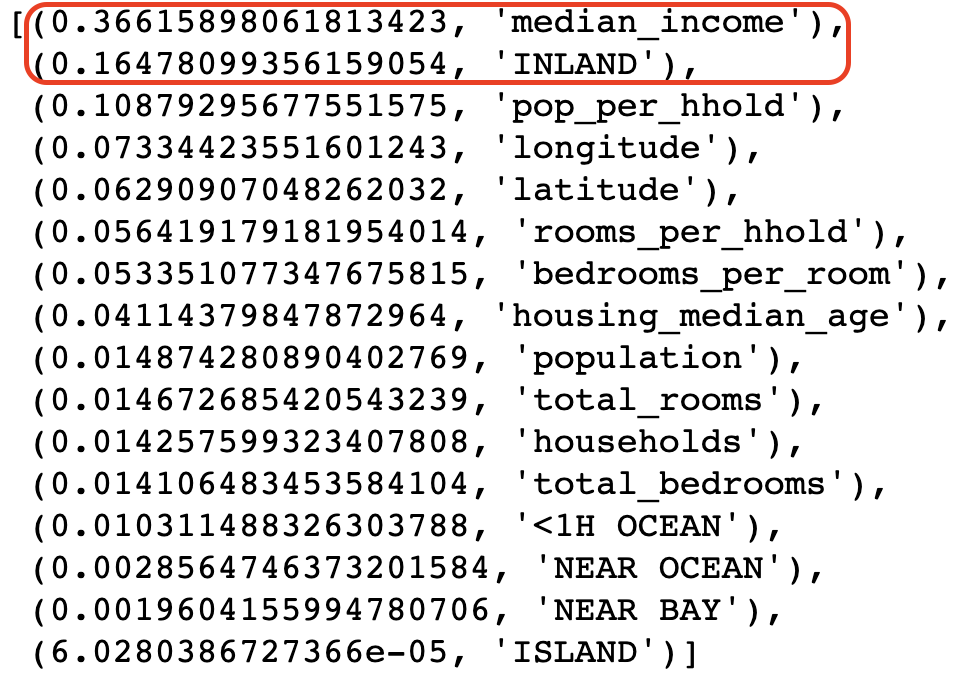 [(0.36615898061813423, 'median_income'),
(0.16478099356159054, 'INLAND'),
(0.10879295677551575, 'pop_per_hhold'),
(0.07334423551601243, 'longitude'),
(0.06290907048262032, 'latitude'),
(0.056419179181954014, 'rooms_per_hhold'),
(0.053351077347675815, 'bedrooms_per_room'),
(0.04114379847872964, 'housing_median_age'),
(0.014874280890402769, 'population'),
(0.014672685420543239, 'total_rooms'),
(0.014257599323407808, 'households'),
(0.014106483453584104, 'total_bedrooms'),
(0.010311488326303788, '<1H OCEAN'),
(0.0028564746373201584, 'NEAR OCEAN'),
(0.0019604155994780706, 'NEAR BAY'),
(6.0280386727366e-05, 'ISLAND')]